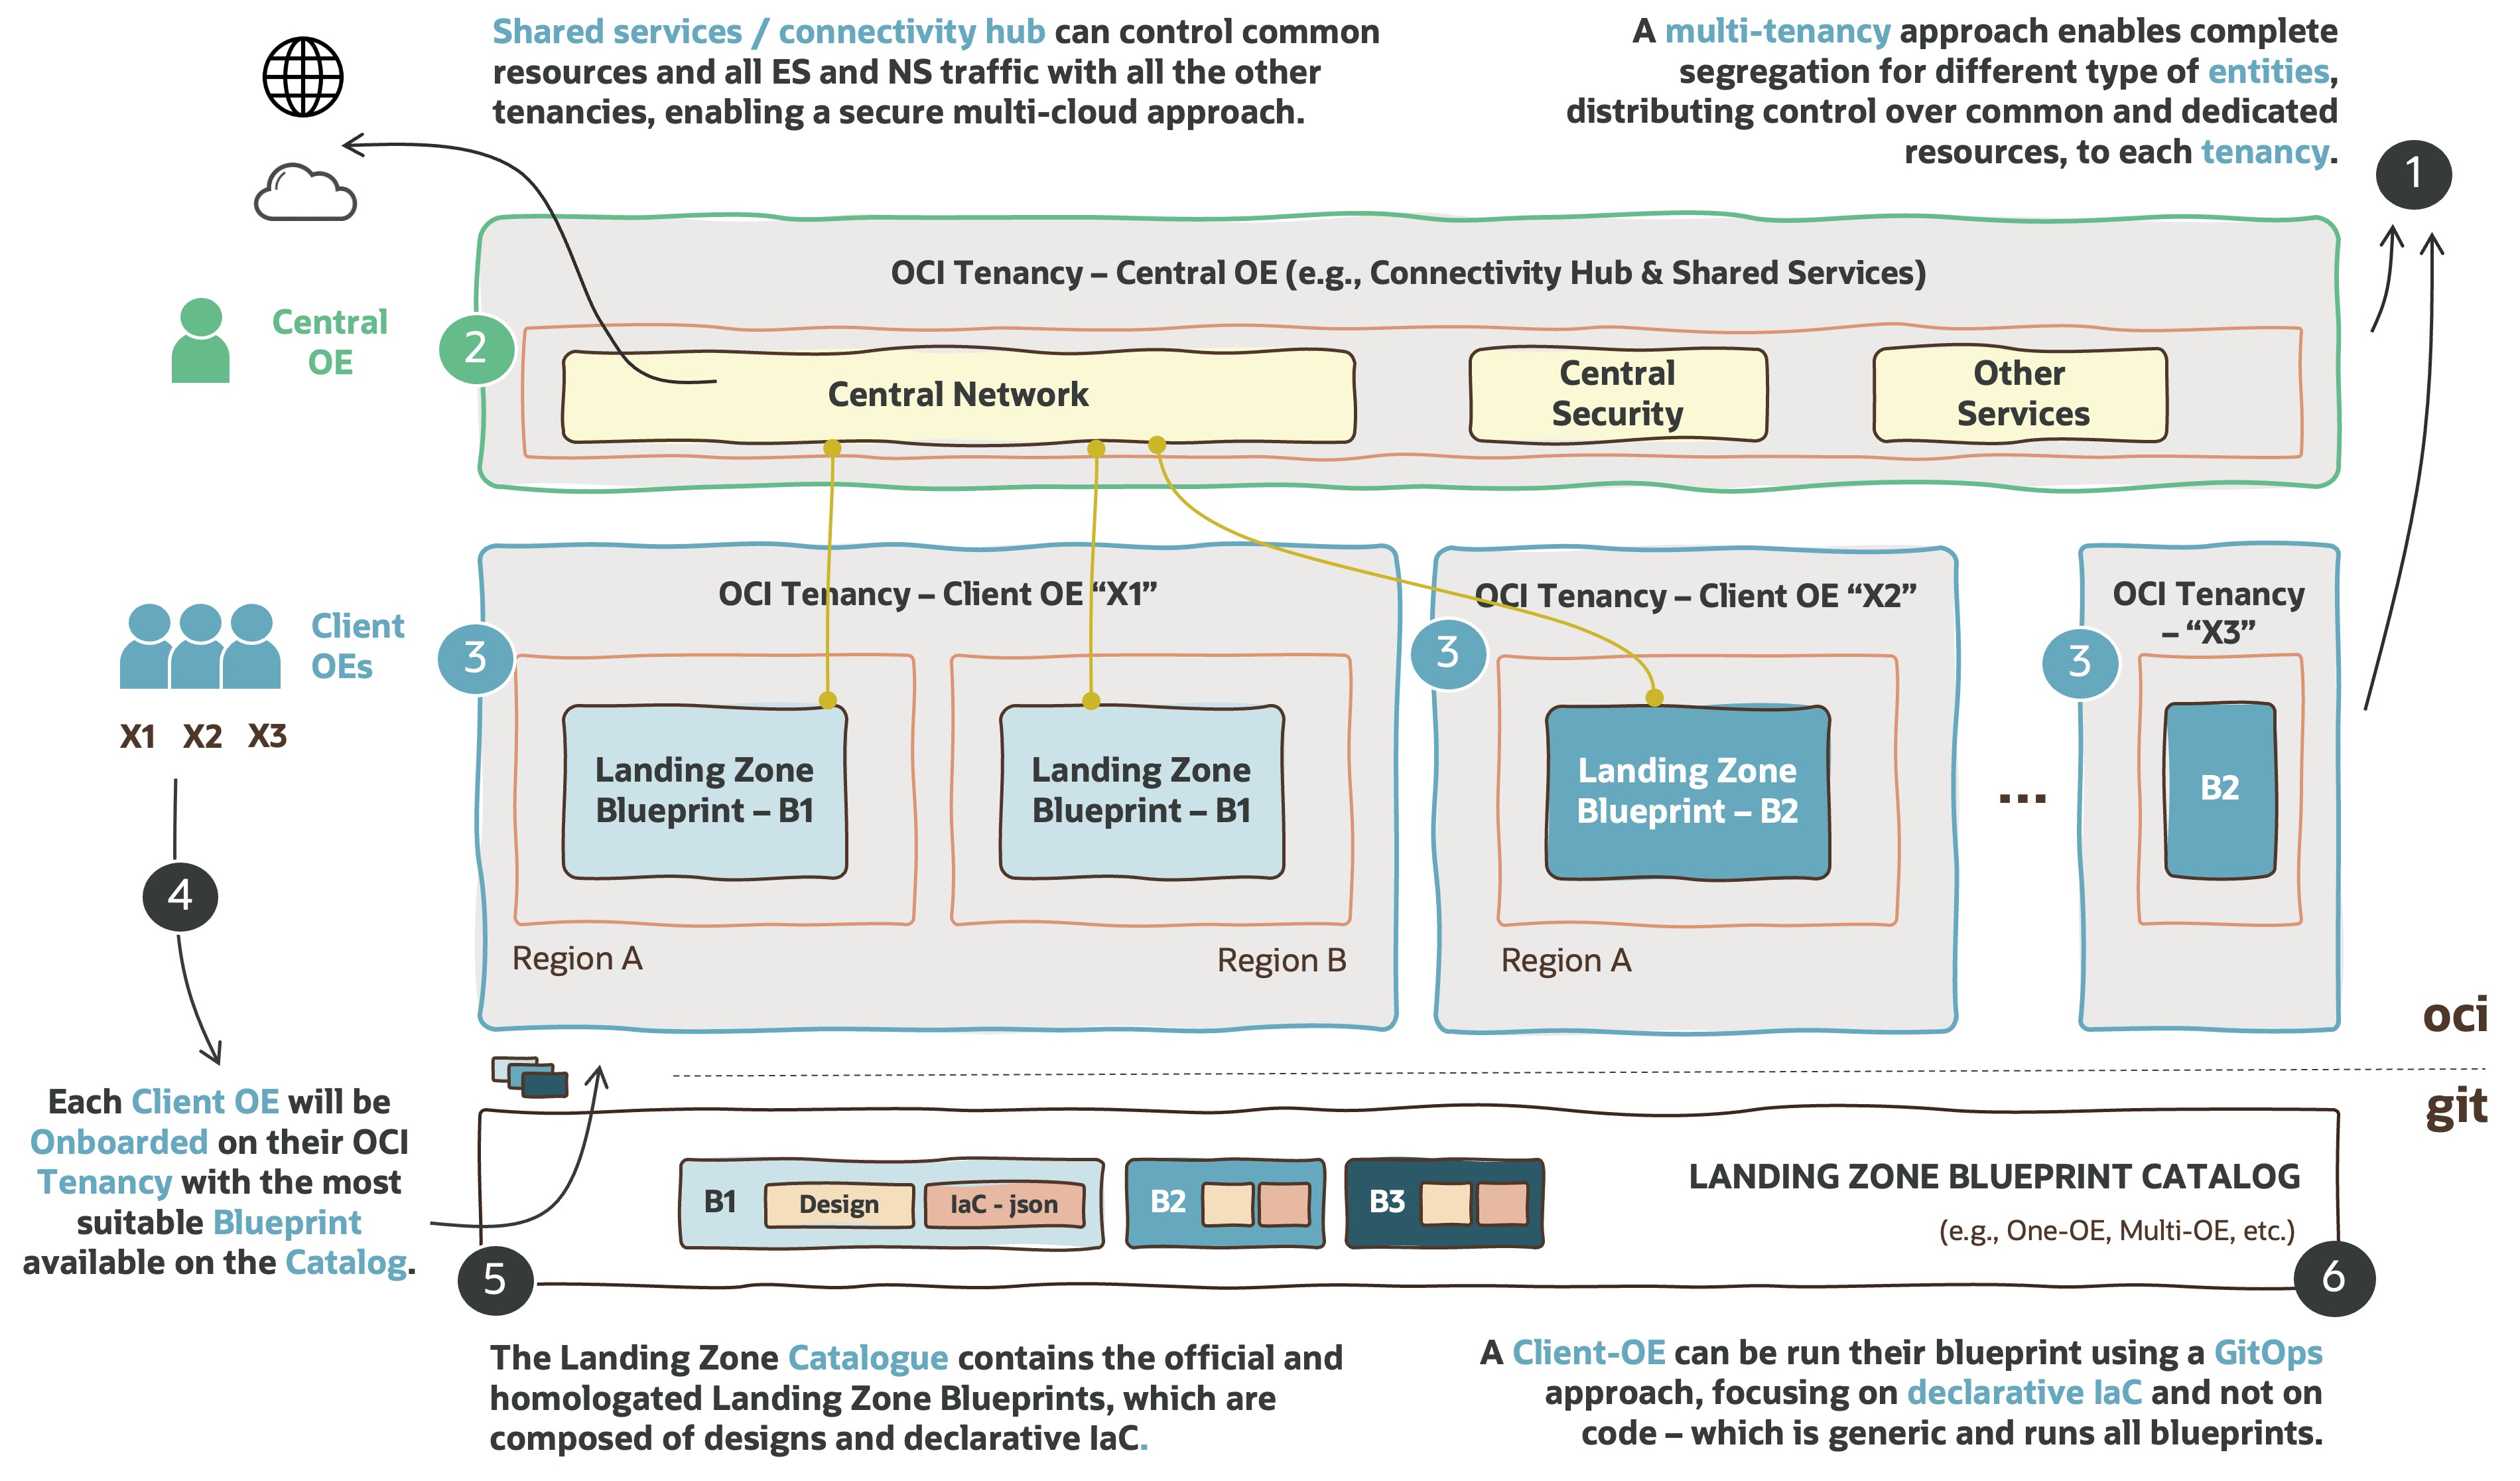 Shared services / connectivity hub can control common
resources and all ES and NS traffic with all the other
tenancies, enabling a secure multi-cloud approach.
A multi-tenancy approach enables complete
segregation for different type of entities,
distributing control over common and dedicated
resources, to each tenancy.
1
OCI Tenancy – Central OE (e.g., Connectivity Hub & Shared Services)
Central
OE
2
Central Network
Central
Security
Other
Services
Client
OEs
X1 X2 X3
3
OCI Tenancy – Client OE “X1”
Landing Zone
Blueprint – B1
Landing Zone
Blueprint – B1
Region A
Region B
3
OCI Tenancy – Client OE “X2”
Landing Zone
Blueprint – B2
Region A
...
3
OCI Tenancy
– “X3”
B2
4
oci
git
Each Client OE will be
Onboarded on their OCI
Tenancy with the most
suitable Blueprint
available on the Catalog.
B1
Design
IaC - json
B2
B3
LANDING ZONE BLUEPRINT CATALOG
(e.g., One-OE, Multi-OE, etc.)
5
6
The Landing Zone Catalogue contains the official and
homologated Landing Zone Blueprints, which are
composed of designs and declarative IaC.
A Client-OE can be run their blueprint using a GitOps
approach, focusing on declarative IaC and not on
code – which is generic and runs all blueprints.